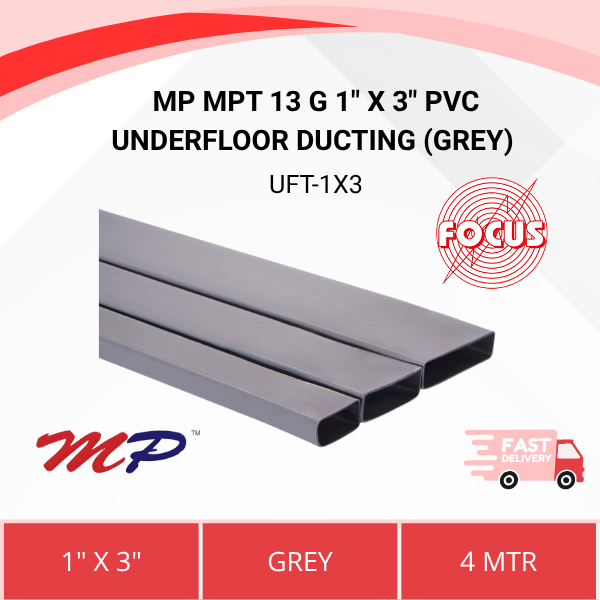 MP MPT 13 G 1" X 3" PVC
UNDERFLOOR DUCTING (GREY)
UFT-1X3
FOCUS
MP ™
FAST
DELIVERY
1" X 3"
GREY
4 MTR